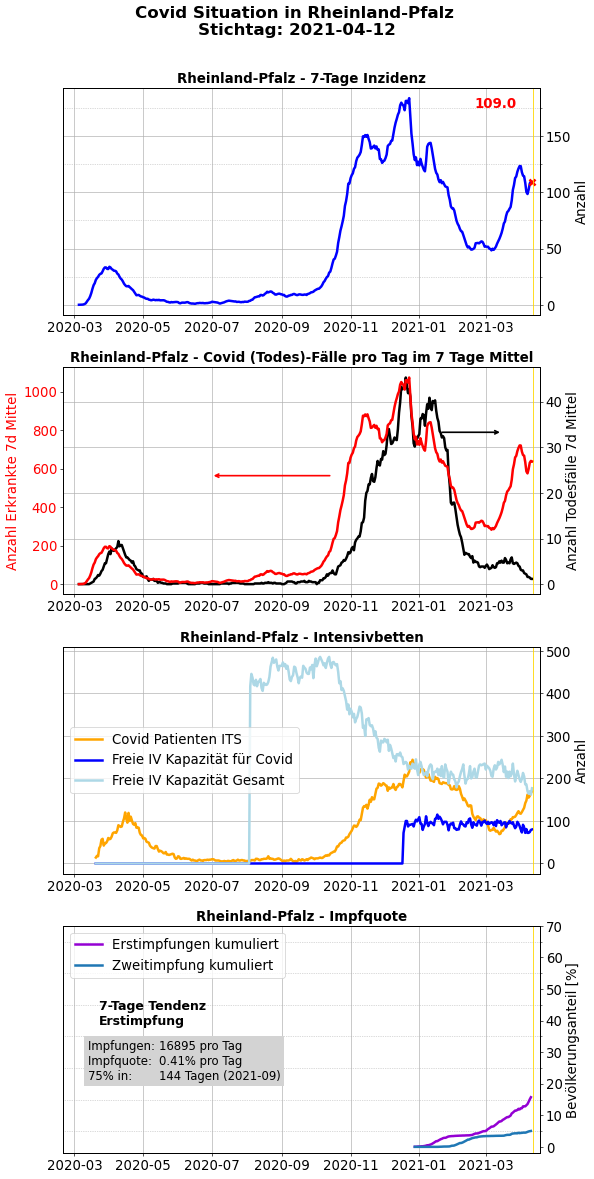 Covid Situation in Rheinland-Pfalz
Stichtag: 2021-04-12
Rheinland-Pfalz - 7-Tage Inzidenz
109.0
150
100
50
0
Anzahl
2020-03 2020-05 2020-07 2020-09 2020-11 2021-01 2021-03
Rheinland-Pfalz - Covid (Todes)-Fälle pro Tag im 7 Tage Mittel
Anzahl Erkrankte 7d Mittel
1000
800
600
400
200
0
40
30
20
10
0
Anzahl Todesfälle 7d Mittel
2020-03 2020-05 2020-07 2020-09 2020-11 2021-01 2021-03
Rheinland-Pfalz - Intensivbetten
Covid Patienten ITS
Freie IV Kapazität für Covid
Freie IV Kapazität Gesamt
500
400
300
200
100
0
Anzahl
2020-03 2020-05 2020-07 2020-09 2020-11 2021-01 2021-03
Rheinland-Pfalz - Impfquote
Erstimpfungen kumuliert
Zweitimpfung kumuliert
7-Tage Tendenz
Erstimpfung
Impfungen: 16895 pro Tag
Impfquote: 0.41% pro Tag
75% in: 144 Tagen (2021-09)
70
60
50
40
30
20
10
0
Bevölkerungsanteil [%]
2020-03 2020-05 2020-07 2020-09 2020-11 2021-01 2021-03